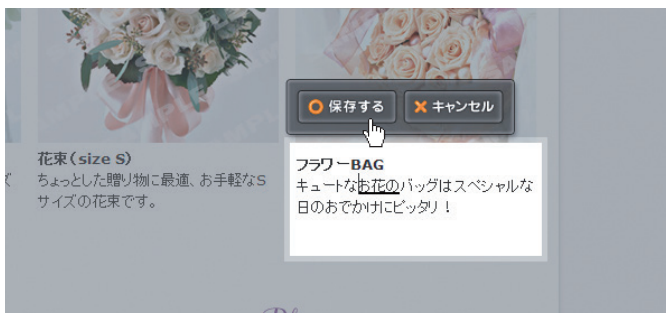 保存する
キャンセル
花束(size S)
ちょっとした贈り物に最適、お手軽なS
サイズの花束です。
フラワーBAG
キュートなお花のバッグはスペシャルな
日のおでかけにピッタリ!